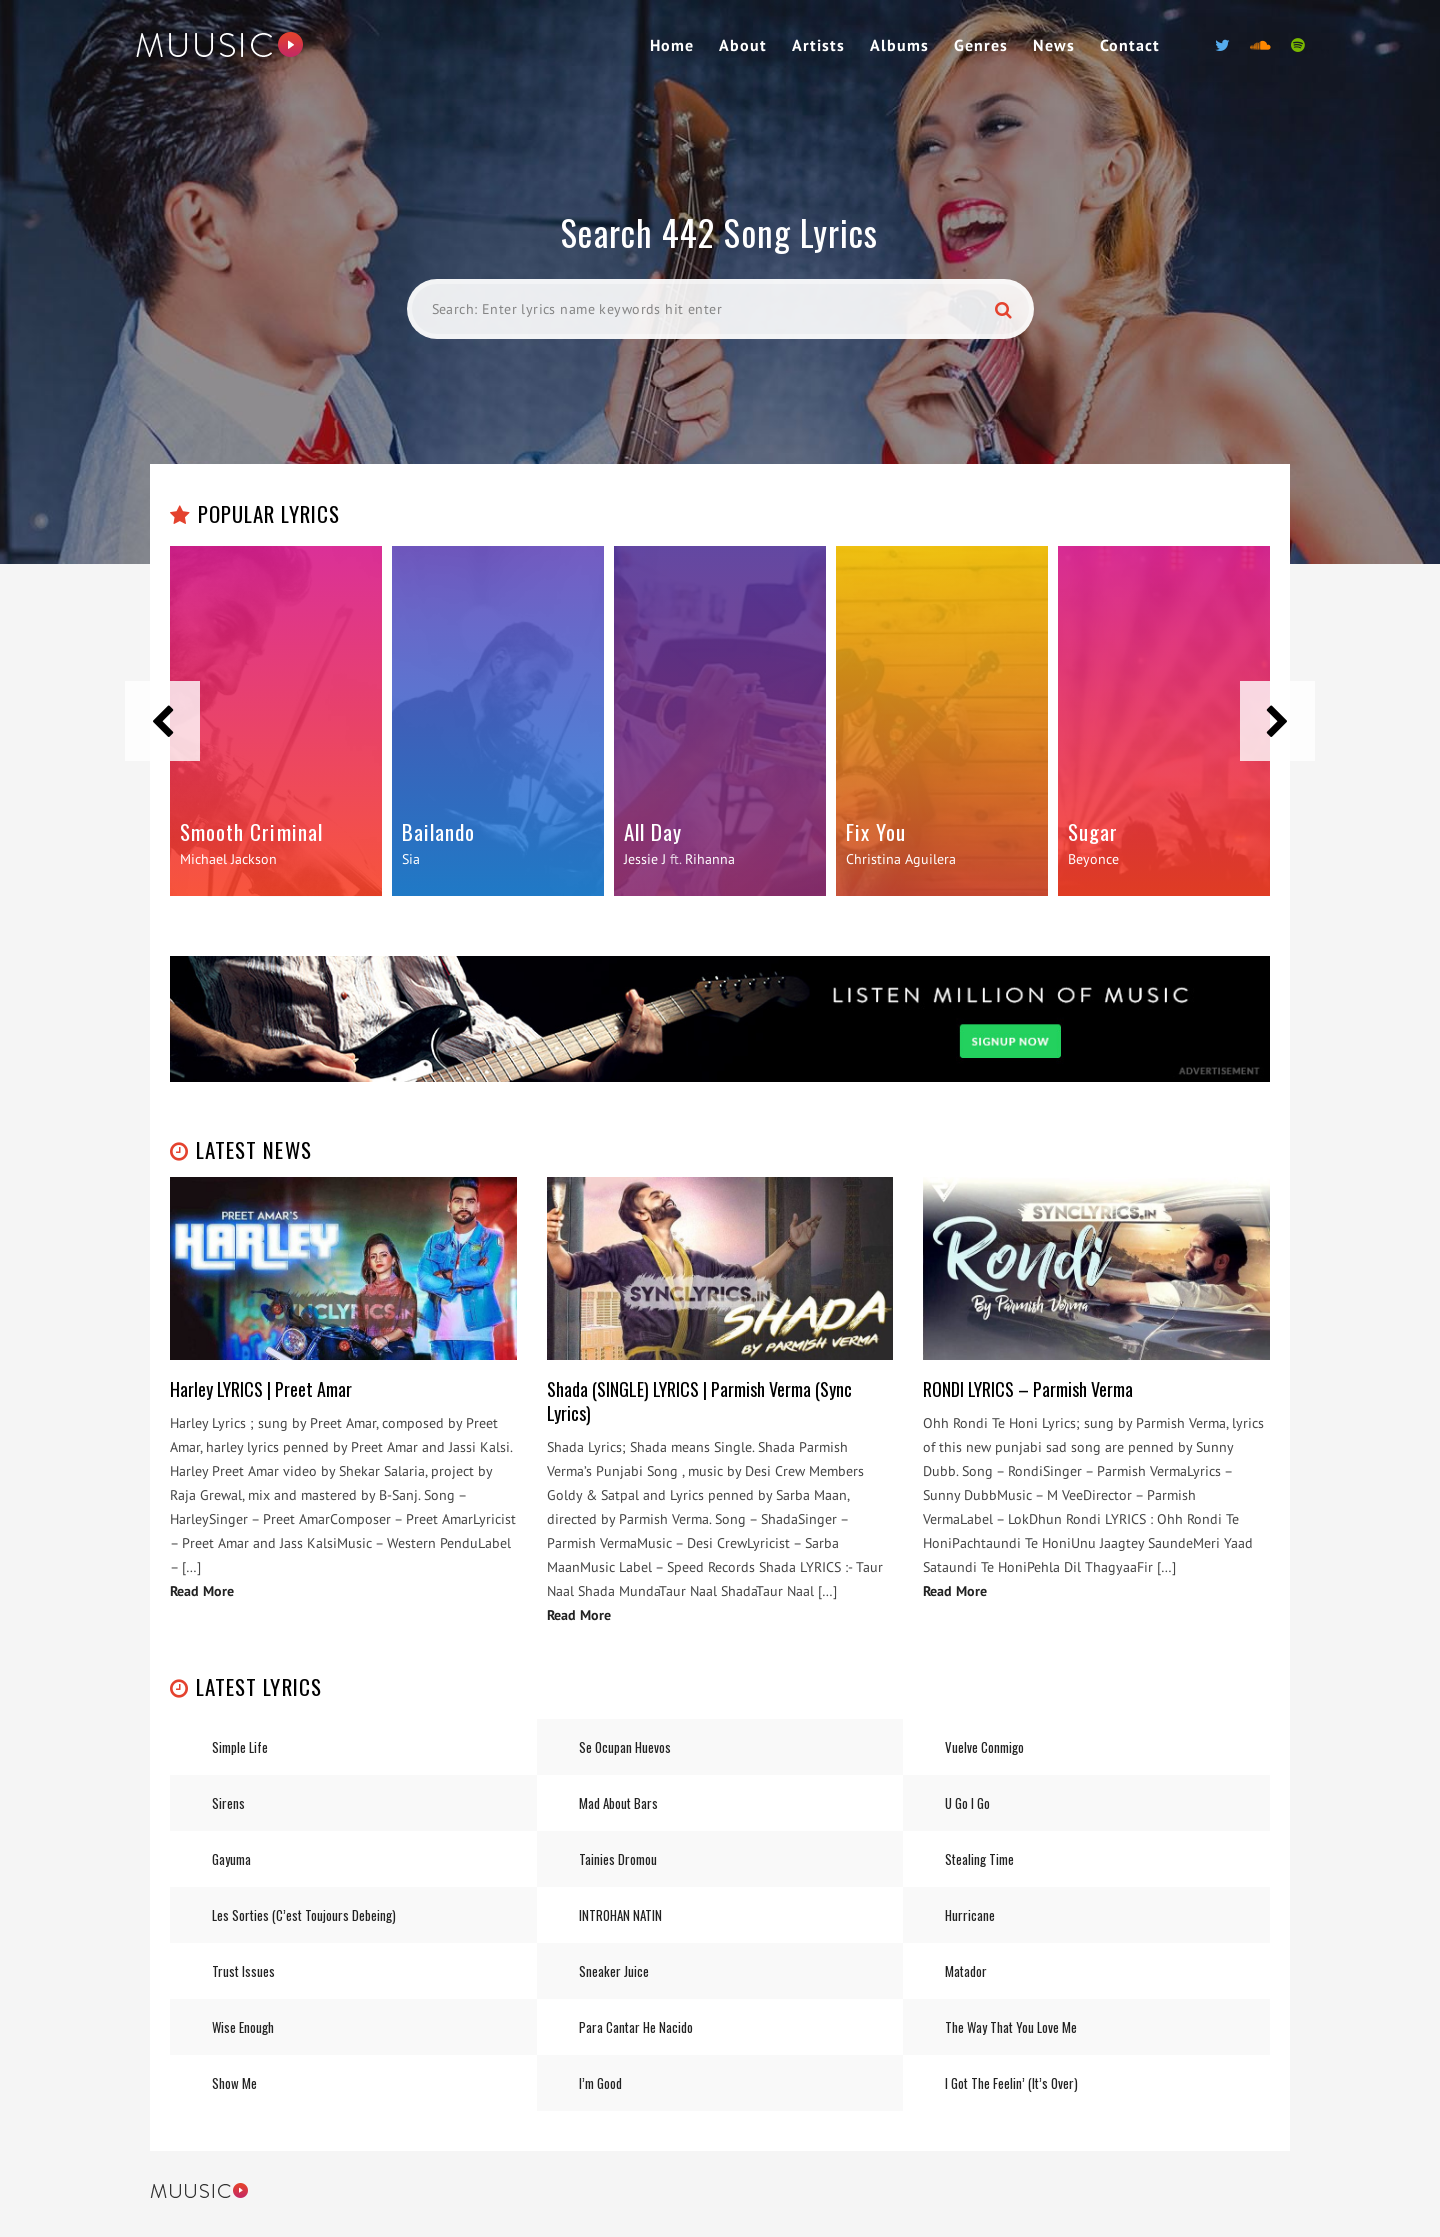 MUUSIC
Home About Artists Albums Genres News Contact
Search 442 Song Lyrics
Search: Enter lyrics name keywords hit enter
POPULAR LYRICS
Smooth Criminal
Michael Jackson
Bailando
Sia
All Day
Jessie J ft. Rihanna
Fix You
Christina Aguilera
Sugar
Beyonce
LISTEN MILLION OF MUSIC
SIGNUP NOW
ADVERTISEMENT
LATEST NEWS
PREET AMAR'S
HARLEY
SYNCLYRICS.IN
Harley LYRICS | Preet Amar
Harley Lyrics ; sung by Preet Amar, composed by Preet
Amar, harley lyrics penned by Preet Amar and Jassi Kalsi.
Harley Preet Amar video by Shekar Salaria, project by
Raja Grewal, mix and mastered by B-Sanj. Song –
HarleySinger – Preet AmarComposer – Preet AmarLyricist
– Preet Amar and Jass KalsiMusic – Western PenduLabel
– […]
Read More
SYNCLYRICS.IN
SHADA
BY PARMISH VERMA
Shada (SINGLE) LYRICS | Parmish Verma (Sync
Lyrics)
Shada Lyrics; Shada means Single. Shada Parmish
Verma’s Punjabi Song , music by Desi Crew Members
Goldy & Satpal and Lyrics penned by Sarba Maan,
directed by Parmish Verma. Song – ShadaSinger –
Parmish VermaMusic – Desi CrewLyricist – Sarba
MaanMusic Label – Speed Records Shada LYRICS :- Taur
Naal Shada MundaTaur Naal ShadaTaur Naal […]
Read More
SYNCLYRICS.IN
Rondi
By Parmish Verma
RONDI LYRICS – Parmish Verma
Ohh Rondi Te Honi Lyrics; sung by Parmish Verma, lyrics
of this new punjabi sad song are penned by Sunny
Dubb. Song – RondiSinger – Parmish VermaLyrics –
Sunny DubbMusic – M VeeDirector – Parmish
VermaLabel – LokDhun Rondi LYRICS : Ohh Rondi Te
HoniPachtaundi Te HoniUnu Jaagtey SaundeMeri Yaad
Sataundi Te HoniPehla Dil ThagyaaFir […]
Read More
LATEST LYRICS
Simple Life
Se Ocupan Huevos
Vuelve Conmigo
Sirens
Mad About Bars
U Go I Go
Gayuma
Tainies Dromou
Stealing Time
Les Sorties (C’est Toujours Debeing)
INTROHAN NATIN
Hurricane
Trust Issues
Sneaker Juice
Matador
Wise Enough
Para Cantar He Nacido
The Way That You Love Me
Show Me
I’m Good
I Got The Feelin’ (It’s Over)
MUUSIC